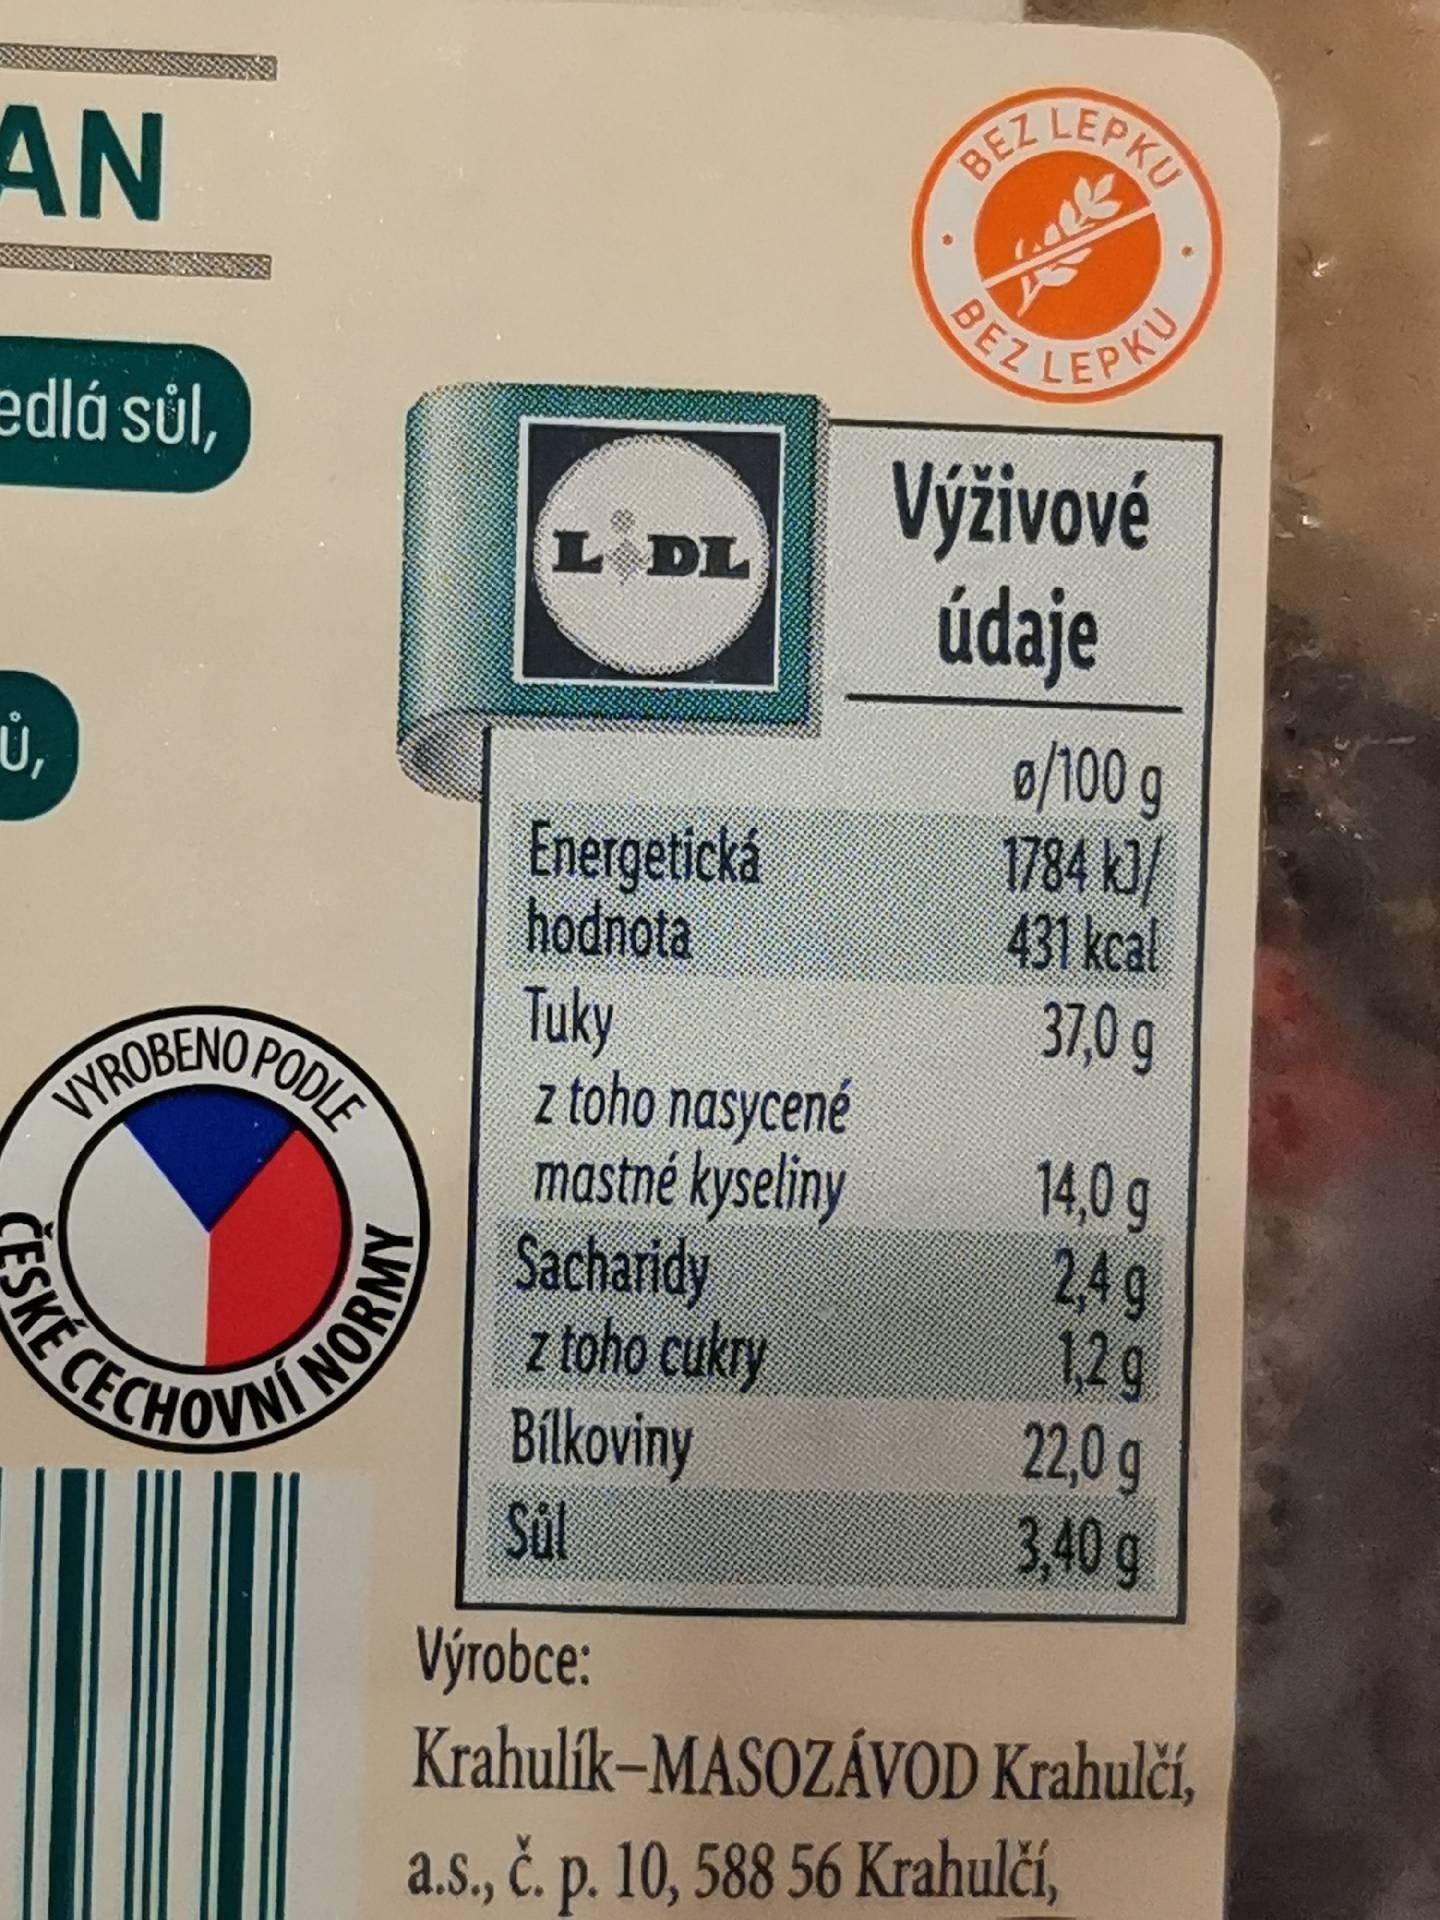 AN
BEZ LEPKU
BEZ LEPKU
edlá sůl,
ů,
LIDL
Výživové
údaje
ø/100 g
Energetická 1784 kJ/
hodnota 431 kcal
Tuky 37,0 g
z toho nasycené
mastné kyseliny 14,0 g
Sacharidy 2,4 g
z toho cukry 1,2 g
Bílkoviny 22,0 g
Sůl 3,40 g
VYROBENO PODLE
ČESKÉ CECHOVNÍ NORMY
Výrobce:
Krahulík–MASOZÁVOD Krahulčí,
a.s., č. p. 10, 588 56 Krahulčí,